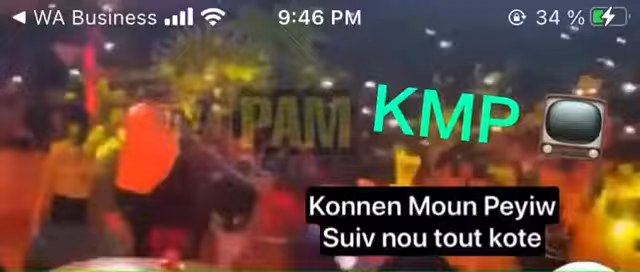 WA Business 9:46 PM 34 %
PAM
KMP
Konnen Moun Peyiw
Suiv nou tout kote